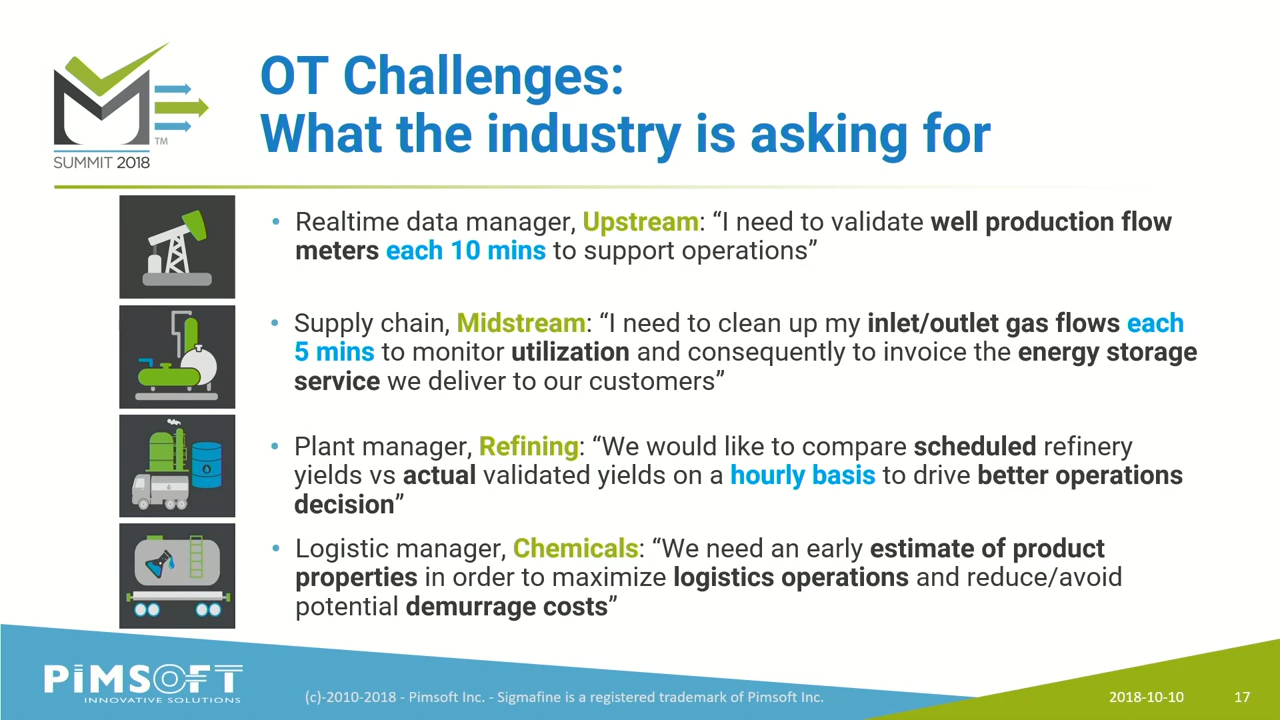 SUMMIT 2018
TM
OT Challenges:
What the industry is asking for
• Realtime data manager, Upstream: “I need to validate well production flow
meters each 10 mins to support operations”
• Supply chain, Midstream: “I need to clean up my inlet/outlet gas flows each
5 mins to monitor utilization and consequently to invoice the energy storage
service we deliver to our customers”
• Plant manager, Refining: “We would like to compare scheduled refinery
yields vs actual validated yields on a hourly basis to drive better operations
decision”
• Logistic manager, Chemicals: “We need an early estimate of product
properties in order to maximize logistics operations and reduce/avoid
potential demurrage costs”
PiMSOFT
INNOVATIVE SOLUTIONS
(c)-2010-2018 - Pimsoft Inc. - Sigmafine is a registered trademark of Pimsoft Inc.
2018-10-10
17